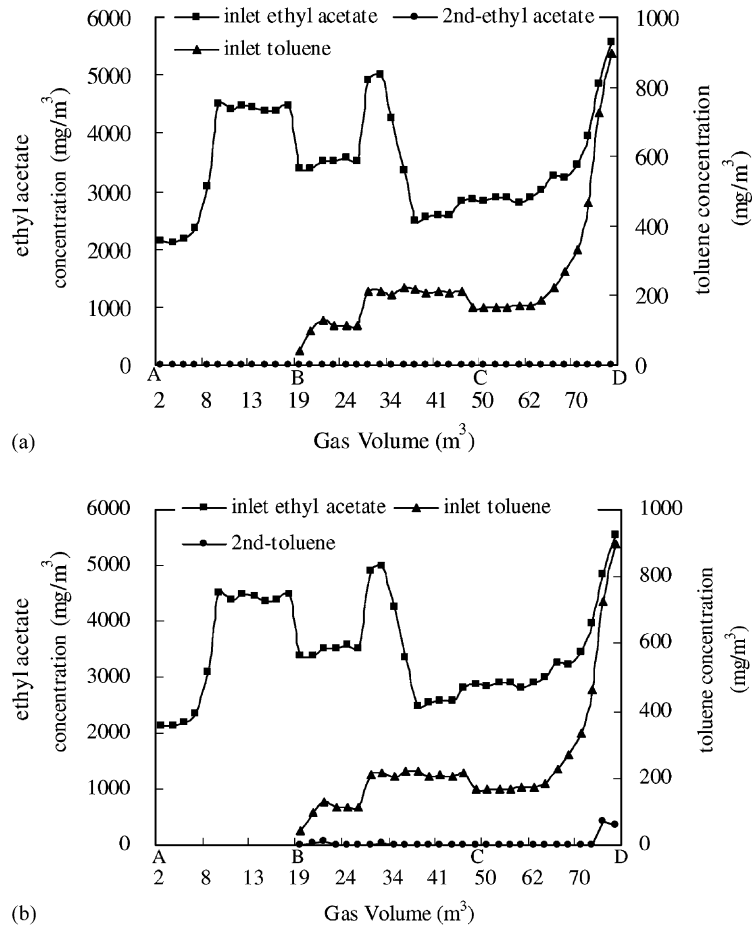 inlet ethyl acetate
2nd-ethyl acetate
inlet toluene
6000
5000
4000
3000
2000
1000
0
1000
800
600
400
200
0
ethyl acetate
concentration (mg/m³)
toluene concentration
(mg/m³)
A B C D
2 8 13 19 24 34 41 50 62 70
Gas Volume (m³)
(a)
inlet ethyl acetate
inlet toluene
2nd-toluene
6000
5000
4000
3000
2000
1000
0
1000
800
600
400
200
0
ethyl acetate
concentration (mg/m³)
toluene concentration
(mg/m³)
A B C D
2 8 13 19 24 34 41 50 62 70
Gas Volume (m³)
(b)